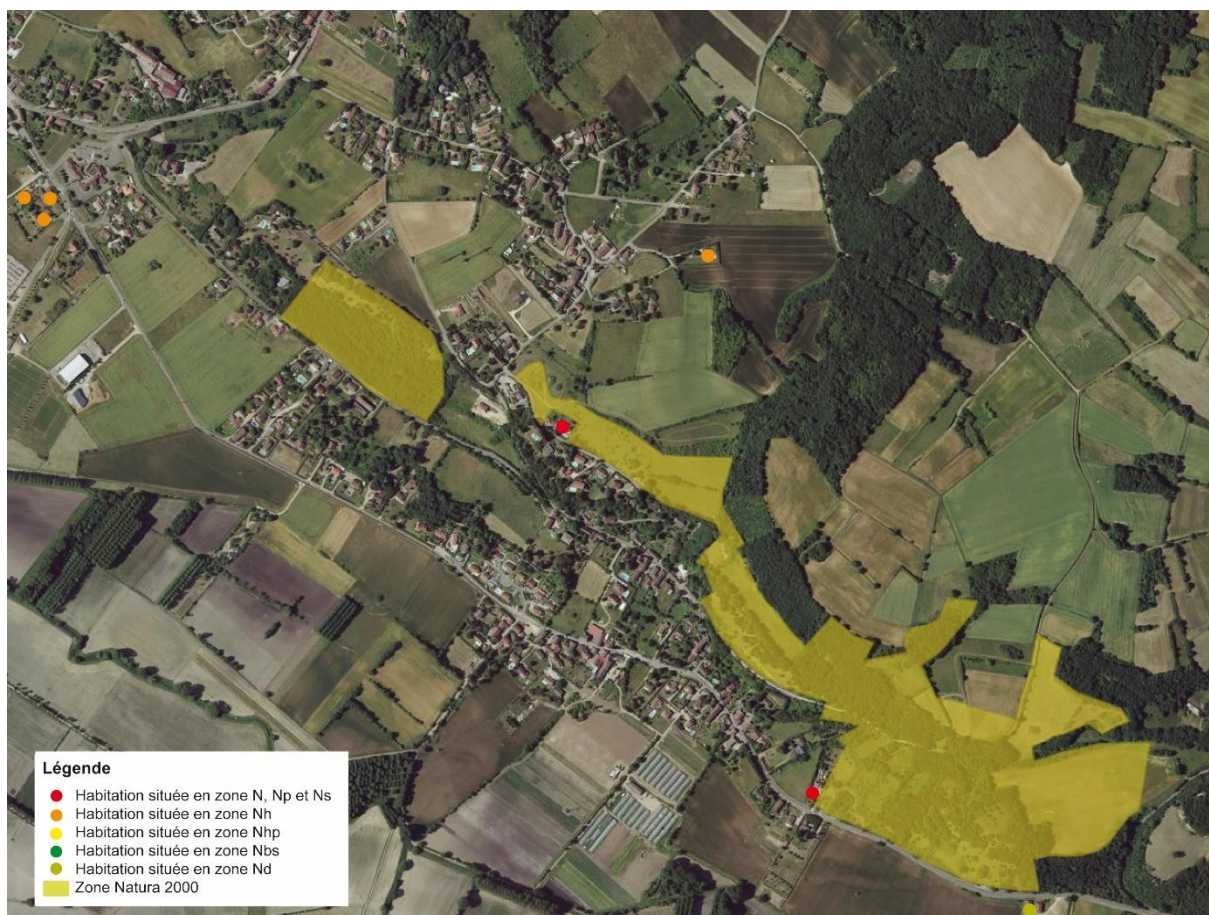 Légende
Habitation située en zone N, Np et Ns
Habitation située en zone Nh
Habitation située en zone Nhp
Habitation située en zone Nbs
Habitation située en zone Nd
Zone Natura 2000